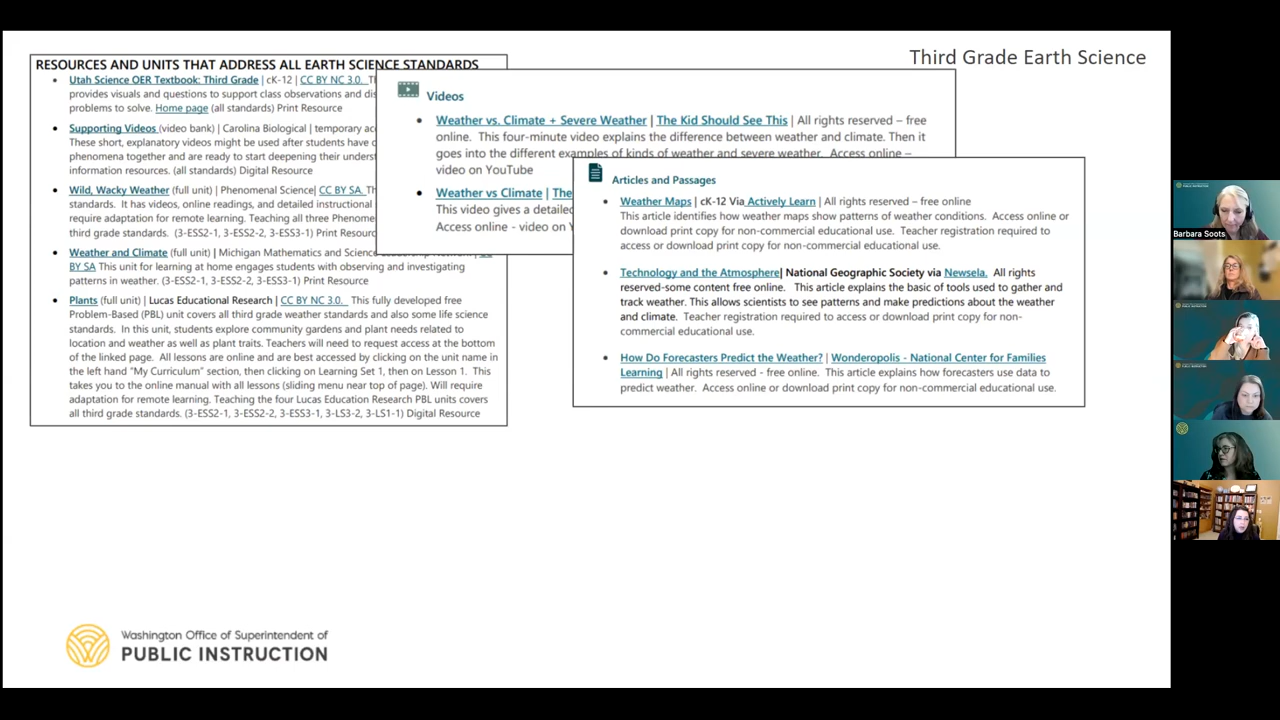 Third Grade Earth Science
RESOURCES AND UNITS THAT ADDRESS ALL EARTH SCIENCE STANDARDS
• Utah Science OER Textbook: Third Grade | cK-12 | CC BY NC 3.0.
provides visuals and questions to support class observations and
problems to solve. Home page (all standards) Print Resource
• Supporting Videos (video bank) | Carolina Biological | temporary
These short, explanatory videos might be used after students have
phenomena together and are ready to start deepening their
information resources. (all standards) Digital Resource
• Wild, Wacky Weather (full unit) | Phenomenal Science| CC BY SA.
standards. It has videos, online readings, and detailed instructional
require adaptation for remote learning. Teaching all three
third grade standards. (3-ESS2-1, 3-ESS2-2, 3-ESS3-1) Print
• Weather and Climate (full unit) | Michigan Mathematics and Science Leadership Network |
BY SA This unit for learning at home engages students with observing and investigating
patterns in weather. (3-ESS2-1, 3-ESS2-2, 3-ESS3-1) Print Resource
• Plants (full unit) | Lucas Educational Research | CC BY NC 3.0. This fully developed free
Problem-Based (PBL) unit covers all third grade weather standards and also some life science
standards. In this unit, students explore community gardens and plant needs related to
location and weather as well as plant traits. Teachers will need to request access at the bottom
of the linked page. All lessons are online and are best accessed by clicking on the unit name in
the left hand "My Curriculum" section, then clicking on Learning Set 1, then on Lesson 1. This
takes you to the online manual with all lessons (sliding menu near top of page). Will require
adaptation for remote learning. Teaching the four Lucas Education Research PBL units covers
all third grade standards. (3-ESS2-1, 3-ESS2-2, 3-ESS3-1, 3-LS3-2, 3-LS1-1) Digital Resource
Videos
• Weather vs. Climate + Severe Weather | The Kid Should See This | All rights reserved – free
online. This four-minute video explains the difference between weather and climate. Then it
goes into the different examples of kinds of weather and severe weather. Access online –
video on YouTube
• Weather vs Climate | The
This video gives a detailed
Access online - video on
Articles and Passages
• Weather Maps | cK-12 Via Actively Learn | All rights reserved – free online
This article identifies how weather maps show patterns of weather conditions. Access online or
download print copy for non-commercial educational use. Teacher registration required to
access or download print copy for non-commercial educational use.
• Technology and the Atmosphere| National Geographic Society via Newsela. All rights
reserved-some content free online. This article explains the basic of tools used to gather and
track weather. This allows scientists to see patterns and make predictions about the weather
and climate. Teacher registration required to access or download print copy for non-
commercial educational use.
• How Do Forecasters Predict the Weather? | Wonderopolis - National Center for Families
Learning | All rights reserved - free online. This article explains how forecasters use data to
predict weather. Access online or download print copy for non-commercial educational use.
Washington Office of Superintendent of
PUBLIC INSTRUCTION
Barbara Soots